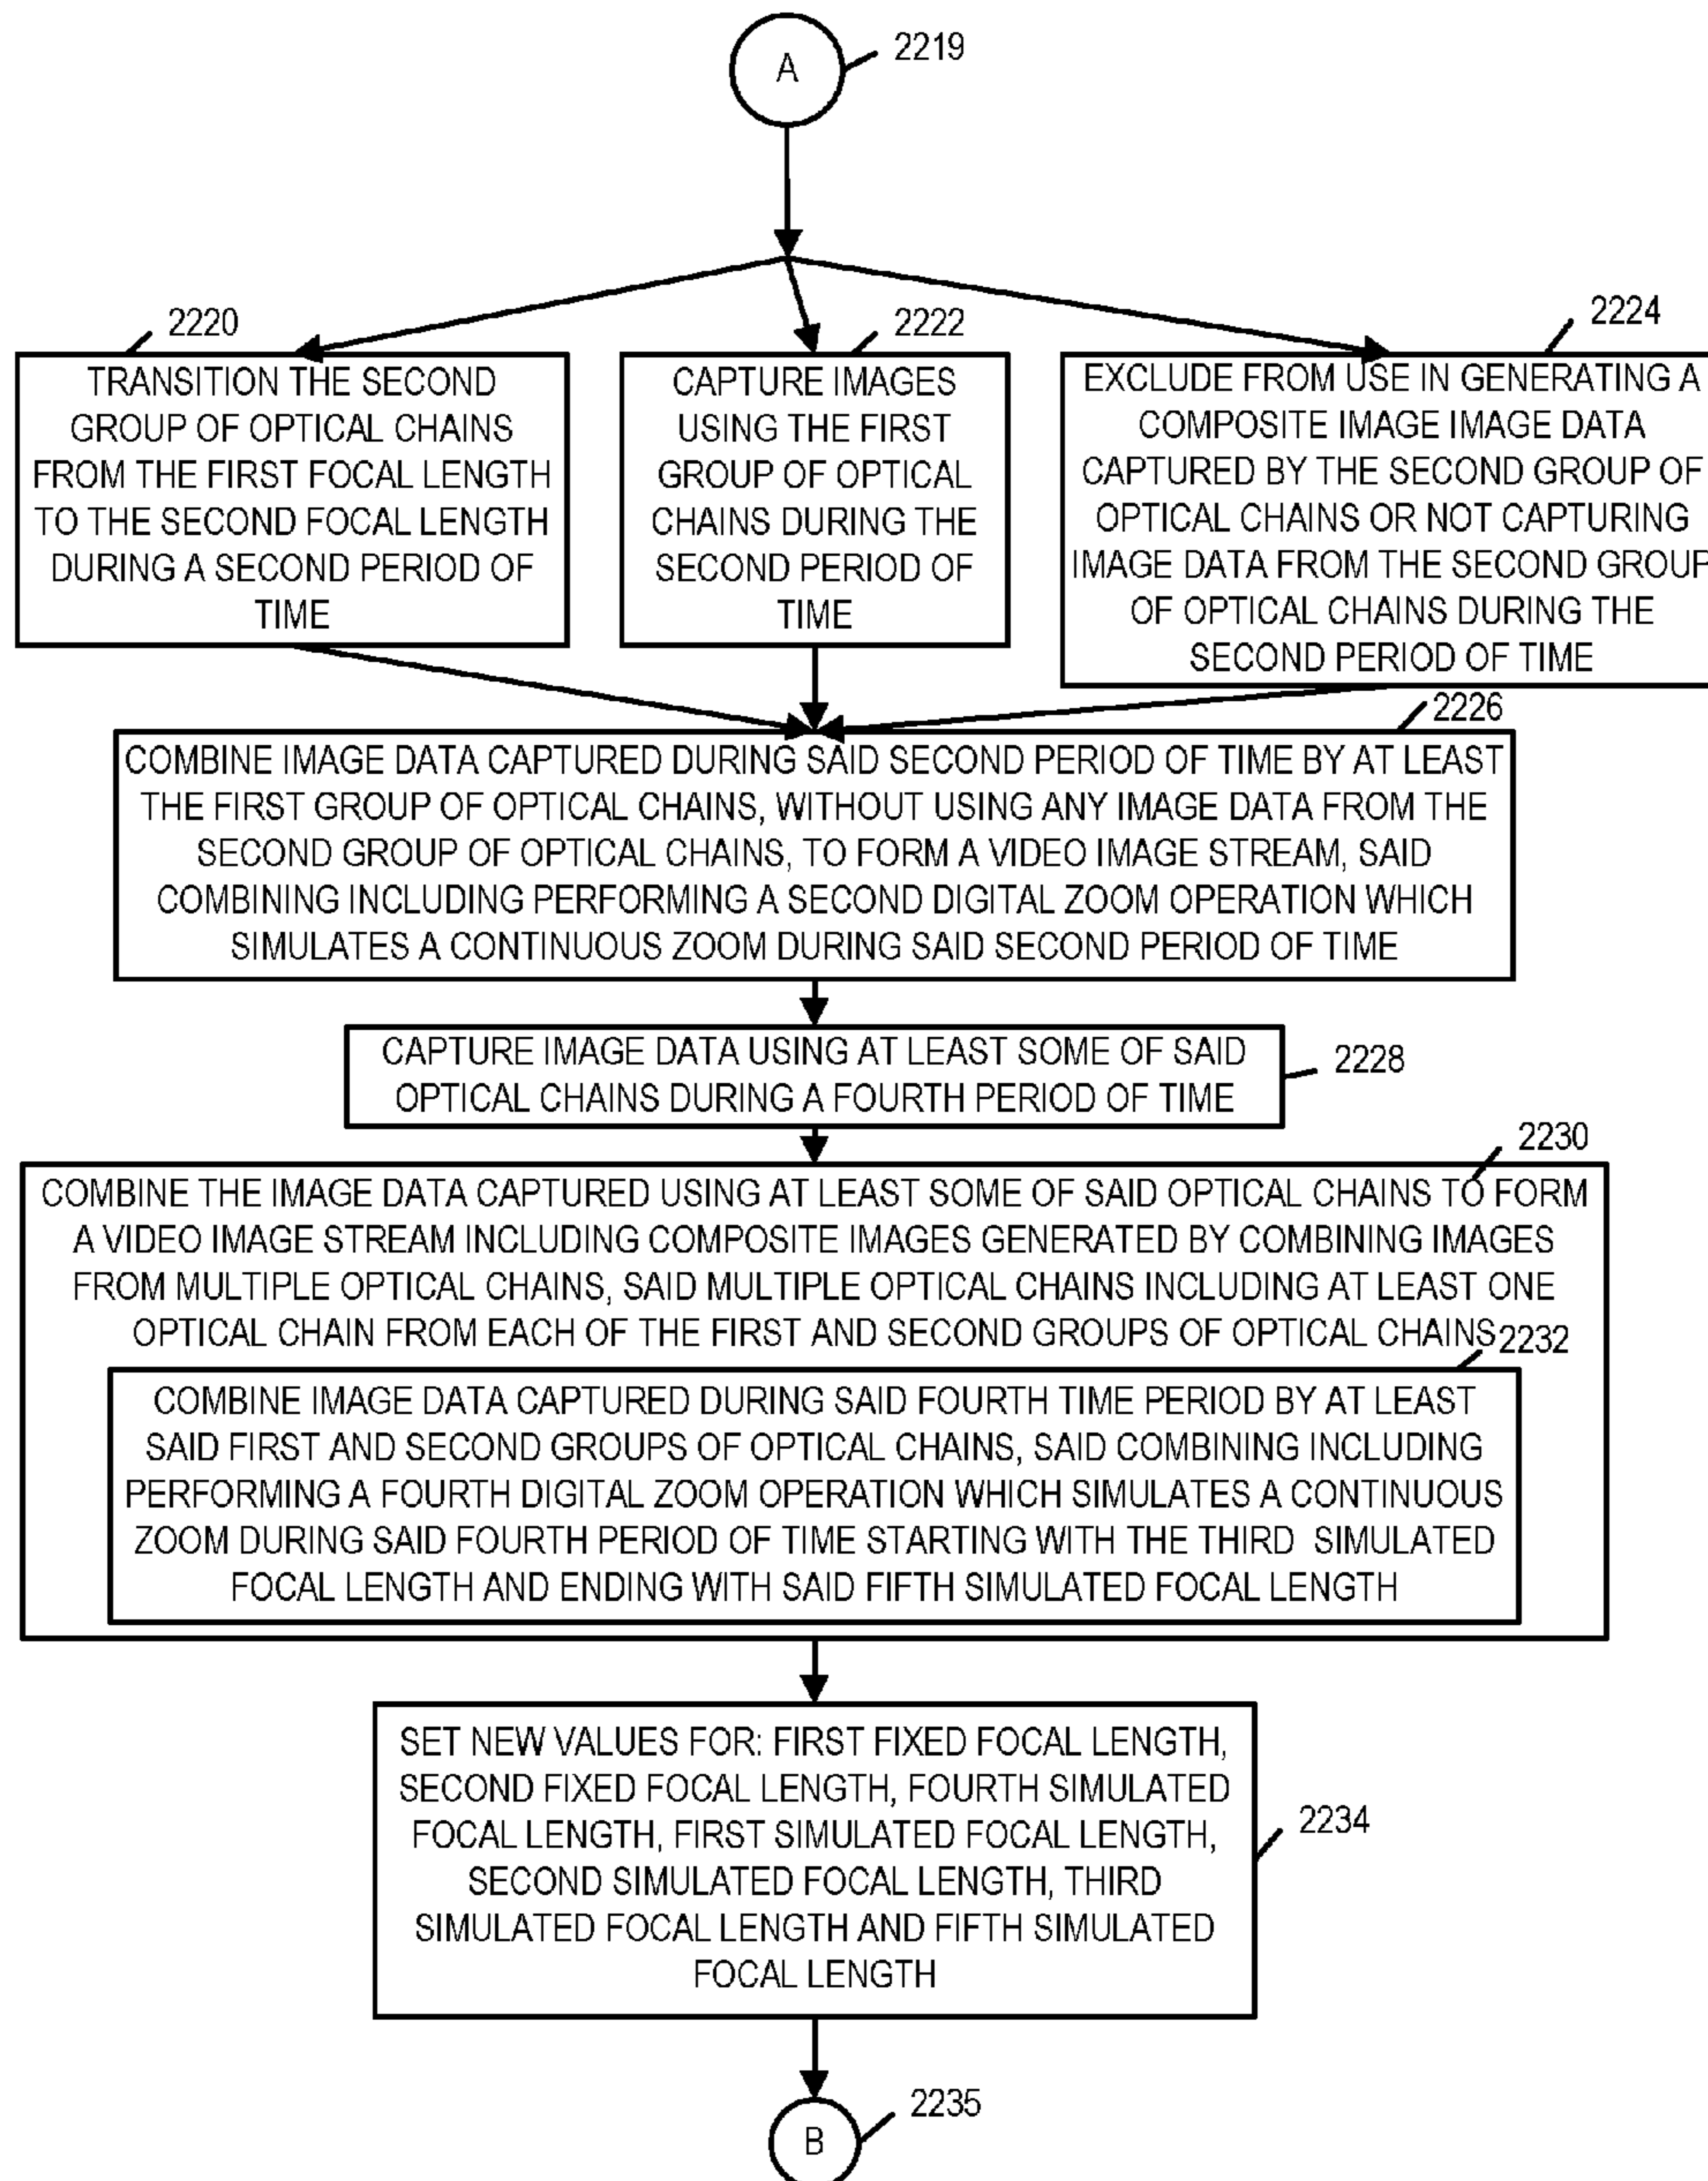 A
2219
2220
TRANSITION THE SECOND
GROUP OF OPTICAL CHAINS
FROM THE FIRST FOCAL LENGTH
TO THE SECOND FOCAL LENGTH
DURING A SECOND PERIOD OF
TIME
2222
CAPTURE IMAGES
USING THE FIRST
GROUP OF OPTICAL
CHAINS DURING THE
SECOND PERIOD OF
TIME
2224
EXCLUDE FROM USE IN GENERATING A
COMPOSITE IMAGE IMAGE DATA
CAPTURED BY THE SECOND GROUP OF
OPTICAL CHAINS OR NOT CAPTURING
IMAGE DATA FROM THE SECOND GROUP
OF OPTICAL CHAINS DURING THE
SECOND PERIOD OF TIME
2226
COMBINE IMAGE DATA CAPTURED DURING SAID SECOND PERIOD OF TIME BY AT LEAST
THE FIRST GROUP OF OPTICAL CHAINS, WITHOUT USING ANY IMAGE DATA FROM THE
SECOND GROUP OF OPTICAL CHAINS, TO FORM A VIDEO IMAGE STREAM, SAID
COMBINING INCLUDING PERFORMING A SECOND DIGITAL ZOOM OPERATION WHICH
SIMULATES A CONTINUOUS ZOOM DURING SAID SECOND PERIOD OF TIME
CAPTURE IMAGE DATA USING AT LEAST SOME OF SAID
OPTICAL CHAINS DURING A FOURTH PERIOD OF TIME
2228
2230
COMBINE THE IMAGE DATA CAPTURED USING AT LEAST SOME OF SAID OPTICAL CHAINS TO FORM
A VIDEO IMAGE STREAM INCLUDING COMPOSITE IMAGES GENERATED BY COMBINING IMAGES
FROM MULTIPLE OPTICAL CHAINS, SAID MULTIPLE OPTICAL CHAINS INCLUDING AT LEAST ONE
OPTICAL CHAIN FROM EACH OF THE FIRST AND SECOND GROUPS OF OPTICAL CHAINS
2232
COMBINE IMAGE DATA CAPTURED DURING SAID FOURTH TIME PERIOD BY AT LEAST
SAID FIRST AND SECOND GROUPS OF OPTICAL CHAINS, SAID COMBINING INCLUDING
PERFORMING A FOURTH DIGITAL ZOOM OPERATION WHICH SIMULATES A CONTINUOUS
ZOOM DURING SAID FOURTH PERIOD OF TIME STARTING WITH THE THIRD SIMULATED
FOCAL LENGTH AND ENDING WITH SAID FIFTH SIMULATED FOCAL LENGTH
SET NEW VALUES FOR: FIRST FIXED FOCAL LENGTH,
SECOND FIXED FOCAL LENGTH, FOURTH SIMULATED
FOCAL LENGTH, FIRST SIMULATED FOCAL LENGTH,
SECOND SIMULATED FOCAL LENGTH, THIRD
SIMULATED FOCAL LENGTH AND FIFTH SIMULATED
FOCAL LENGTH
2234
B
2235